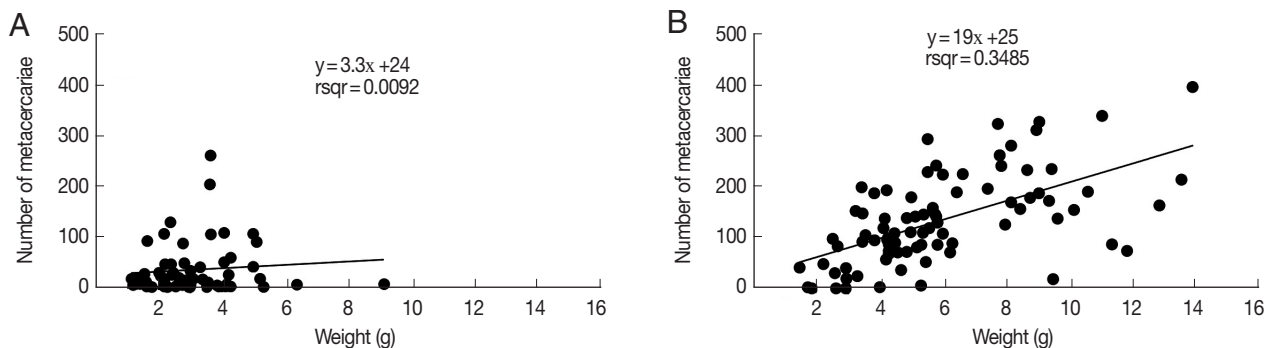 A
Number of metacercariae
500
400
300
200
100
0
y = 3.3x +24
rsqr = 0.0092
2 4 6 8 10 12 14 16
Weight (g)
B
Number of metacercariae
500
400
300
200
100
0
y = 19x +25
rsqr = 0.3485
2 4 6 8 10 12 14 16
Weight (g)